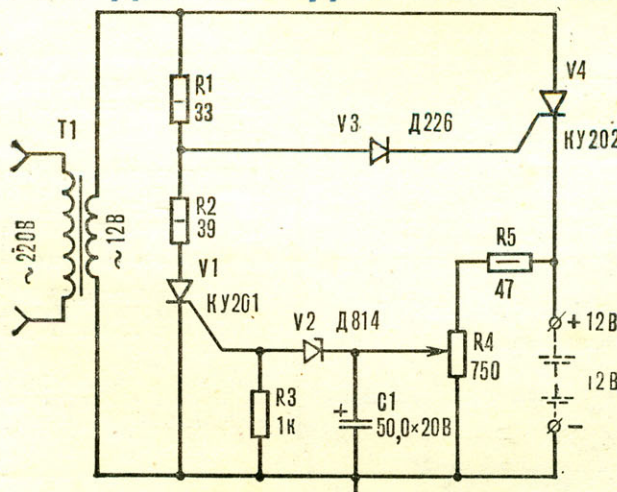 R1
33
V4
T1
V3
Д226
КУ202
R2
39
R5
47
~ 220В
~ 12В
V1
КУ201
V2
Д814
+ 12В
R4
750
12В
R3
1к
+
C1
50,0×20В
−